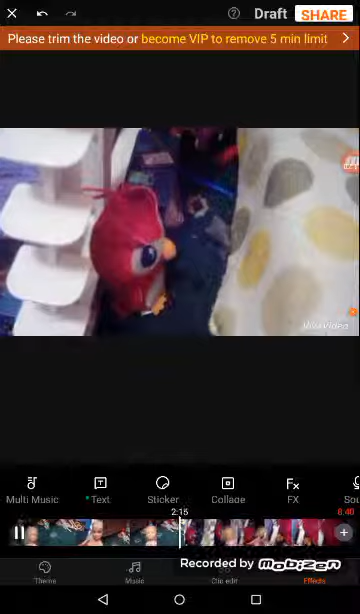 Draft
SHARE
Please trim the video or become VIP to remove 5 min limit
VivaVideo
Multi Music
Text
Sticker
Collage
FX
Sou
2:15
8:40
Recorded by mobizen
Theme
Music
Clip edit
Effects